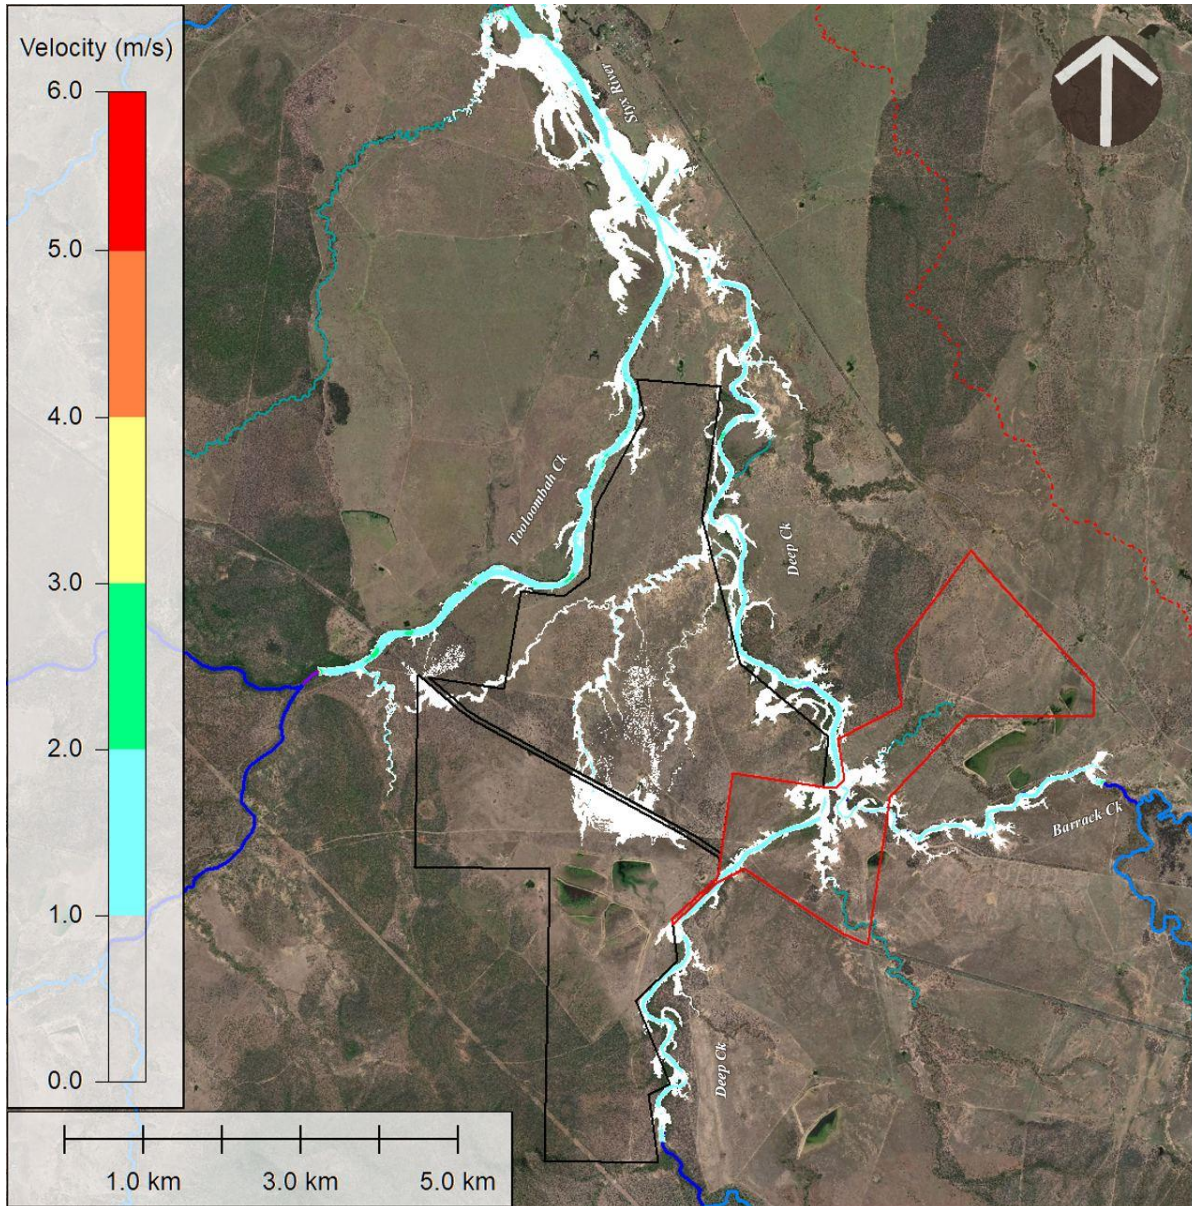 Velocity (m/s)
6.0
5.0
4.0
3.0
2.0
1.0
0.0
Styx River
Tooloombah Ck
Deep Ck
Barrack Ck
Deep Ck
1.0 km
3.0 km
5.0 km